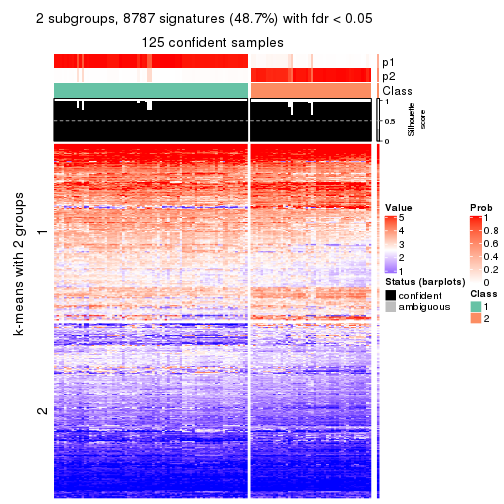 2 subgroups, 8787 signatures (48.7%) with fdr < 0.05
125 confident samples
p1
p2
Class
1
0.5
0
Silhouette
score
k-means with 2 groups
1
2
Value
5
4
3
2
1
Status (barplots)
confident
ambiguous
Prob
1
0.8
0.6
0.4
0.2
0
Class
1
2